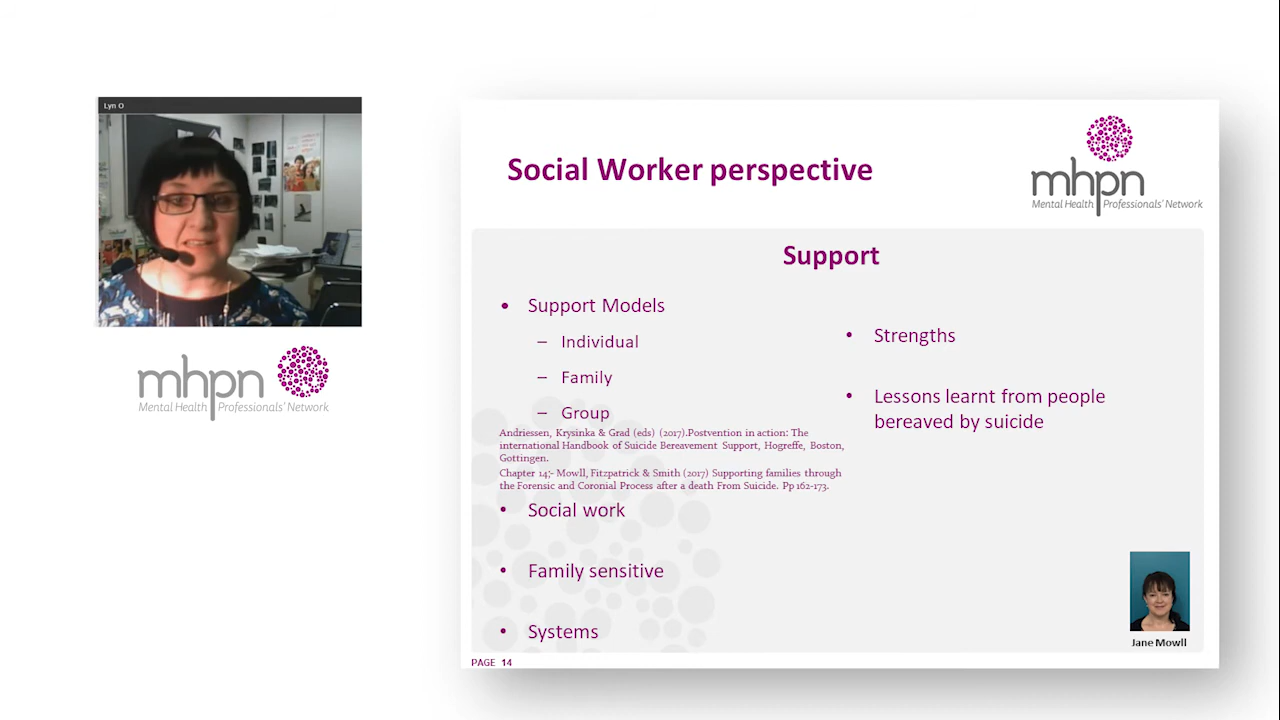 Lyn O
mhpn
Mental Health Professionals' Network
Social Worker perspective
mhpn
Mental Health Professionals' Network
Support
• Support Models
– Individual
– Family
– Group
Andriessen, Krysinka & Grad (eds) (2017).Postvention in action: The
international Handbook of Suicide Bereavement Support, Hogreffe, Boston,
Gottingen.
Chapter 14;- Mowll, Fitzpatrick & Smith (2017) Supporting families through
the Forensic and Coronial Process after a death From Suicide. Pp 162-173.
• Social work
• Family sensitive
• Systems
• Strengths
• Lessons learnt from people
bereaved by suicide
Jane Mowll
PAGE 14